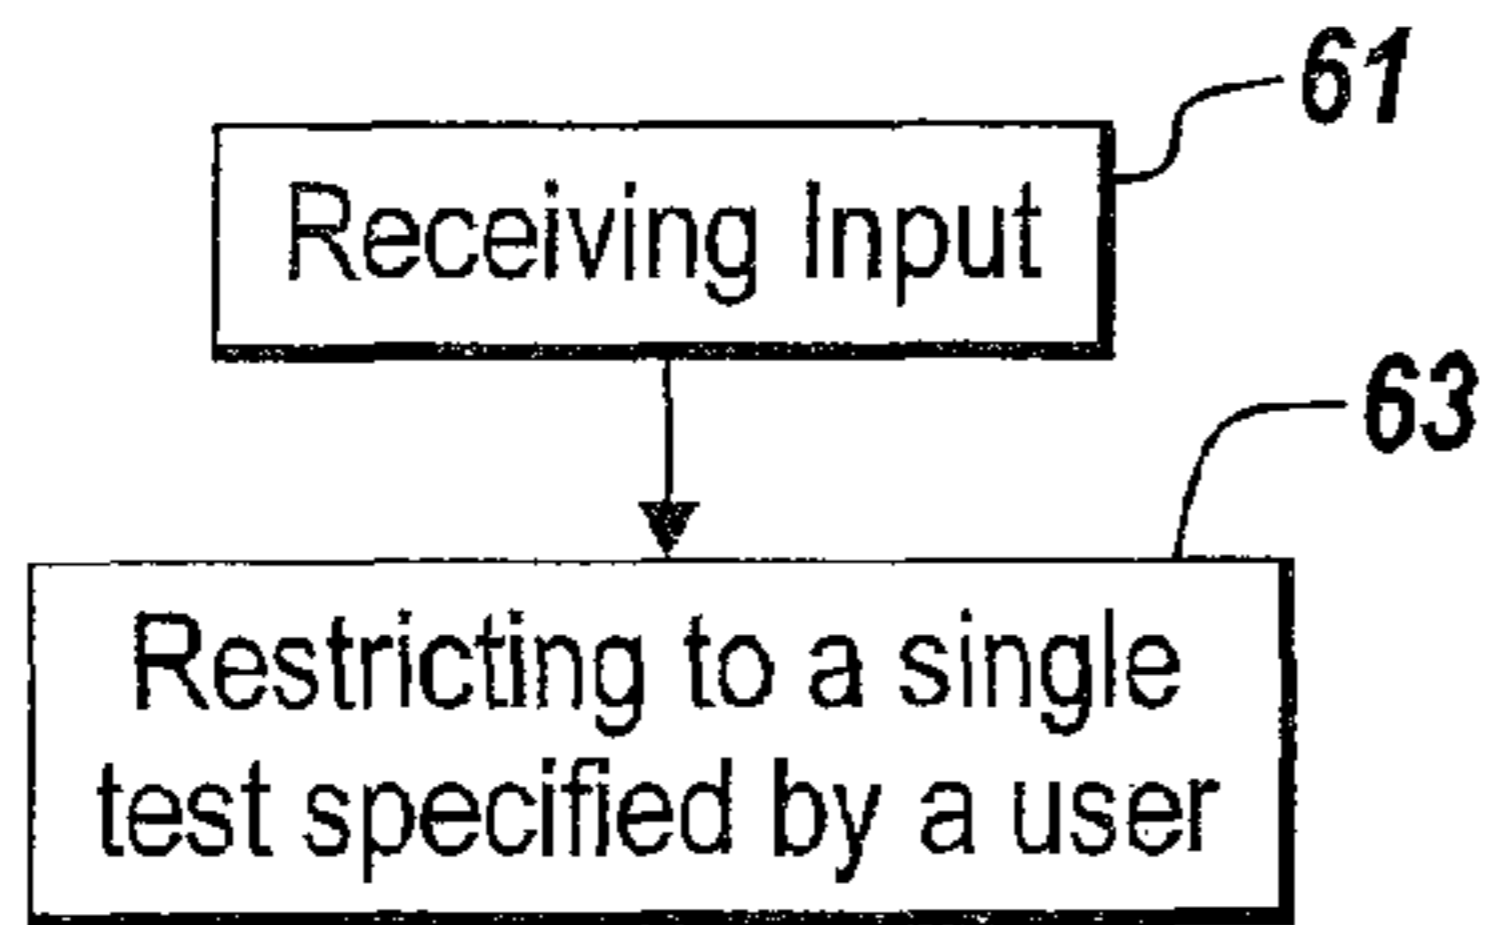 61
Receiving Input
63
Restricting to a single
test specified by a user